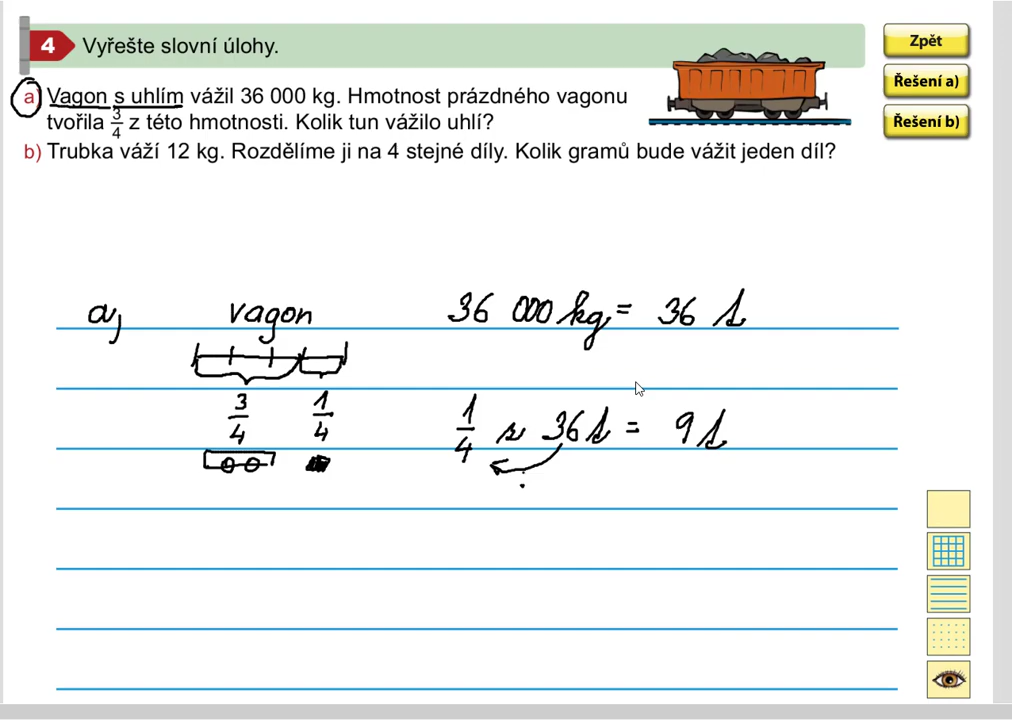 4 Vyřešte slovní úlohy.
Zpět
Řešení a)
Řešení b)
a) Vagon s uhlím vážil 36 000 kg. Hmotnost prázdného vagonu
tvořila 3/4 z této hmotnosti. Kolik tun vážilo uhlí?
b) Trubka váží 12 kg. Rozdělíme ji na 4 stejné díly. Kolik gramů bude vážit jeden díl?
a) vagon 36 000 kg = 36 t
3/4 1/4 1/4 z 36 t = 9 t
: